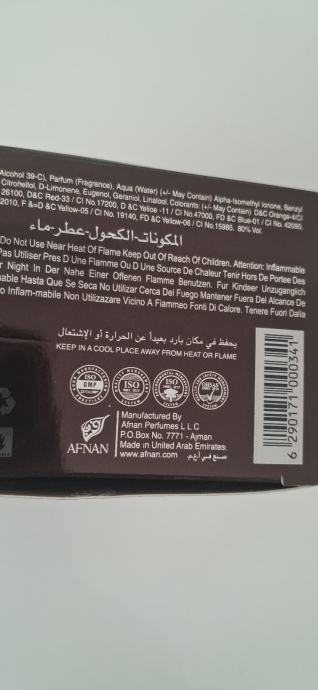 Alcohol 39-C), Parfum (Fragrance), Aqua (Water) (+/- May Contain) Alpha-Isomethyl Ionone, Benzyl
Citrohellol, D-Limonene, Eugenol, Geraniol, Linalool, Colorants: (+/- May Contain) D&C Orange-4/CI
26100, D&C Red-33 / CI No.17200, D &C Yellow -11 / CI No.47000, FD &C Blue-01 / CI No. 42090,
2010, F &=D &C Yellow-05 / CI No. 19140, FD &C Yellow-06 / CI No.15985. 80% Vol.
المكونات-الكحول-عطر-ماء
Do Not Use Near Heat Of Flame Keep Out Of Reach Of Children, Attention: Inflammable
Pas Utiliser Pres D Une Flamme Ou D Une Source De Chaleur Tenir Hors De Portee Des
r Night In Der Nahe Einer Offenen Flamme Benutzen. Fur Kindeer Unzuganglich
able Hasta Que Se Seca No Utilizar Cerca Del Fuego Mantener Fuera Del Alcance De
o Inflam-mabile Non Utilizazare Vicino A Fiammeo Fonti Di Calore. Tenere Fuori Dalla
يحفظ في مكان بارد بعيداً عن الحرارة أو الإشتعال
KEEP IN A COOL PLACE AWAY FROM HEAT OR FLAME
ISO
GMP
ISO
ISO
OHSAS
AFNAN
Manufactured By
Afnan Perfumes L L C
P.O.Box No. 7771 - Ajman
Made in United Arab Emirates.
www.afnan.com صنع في أ.ع.م.
6 290171 000341